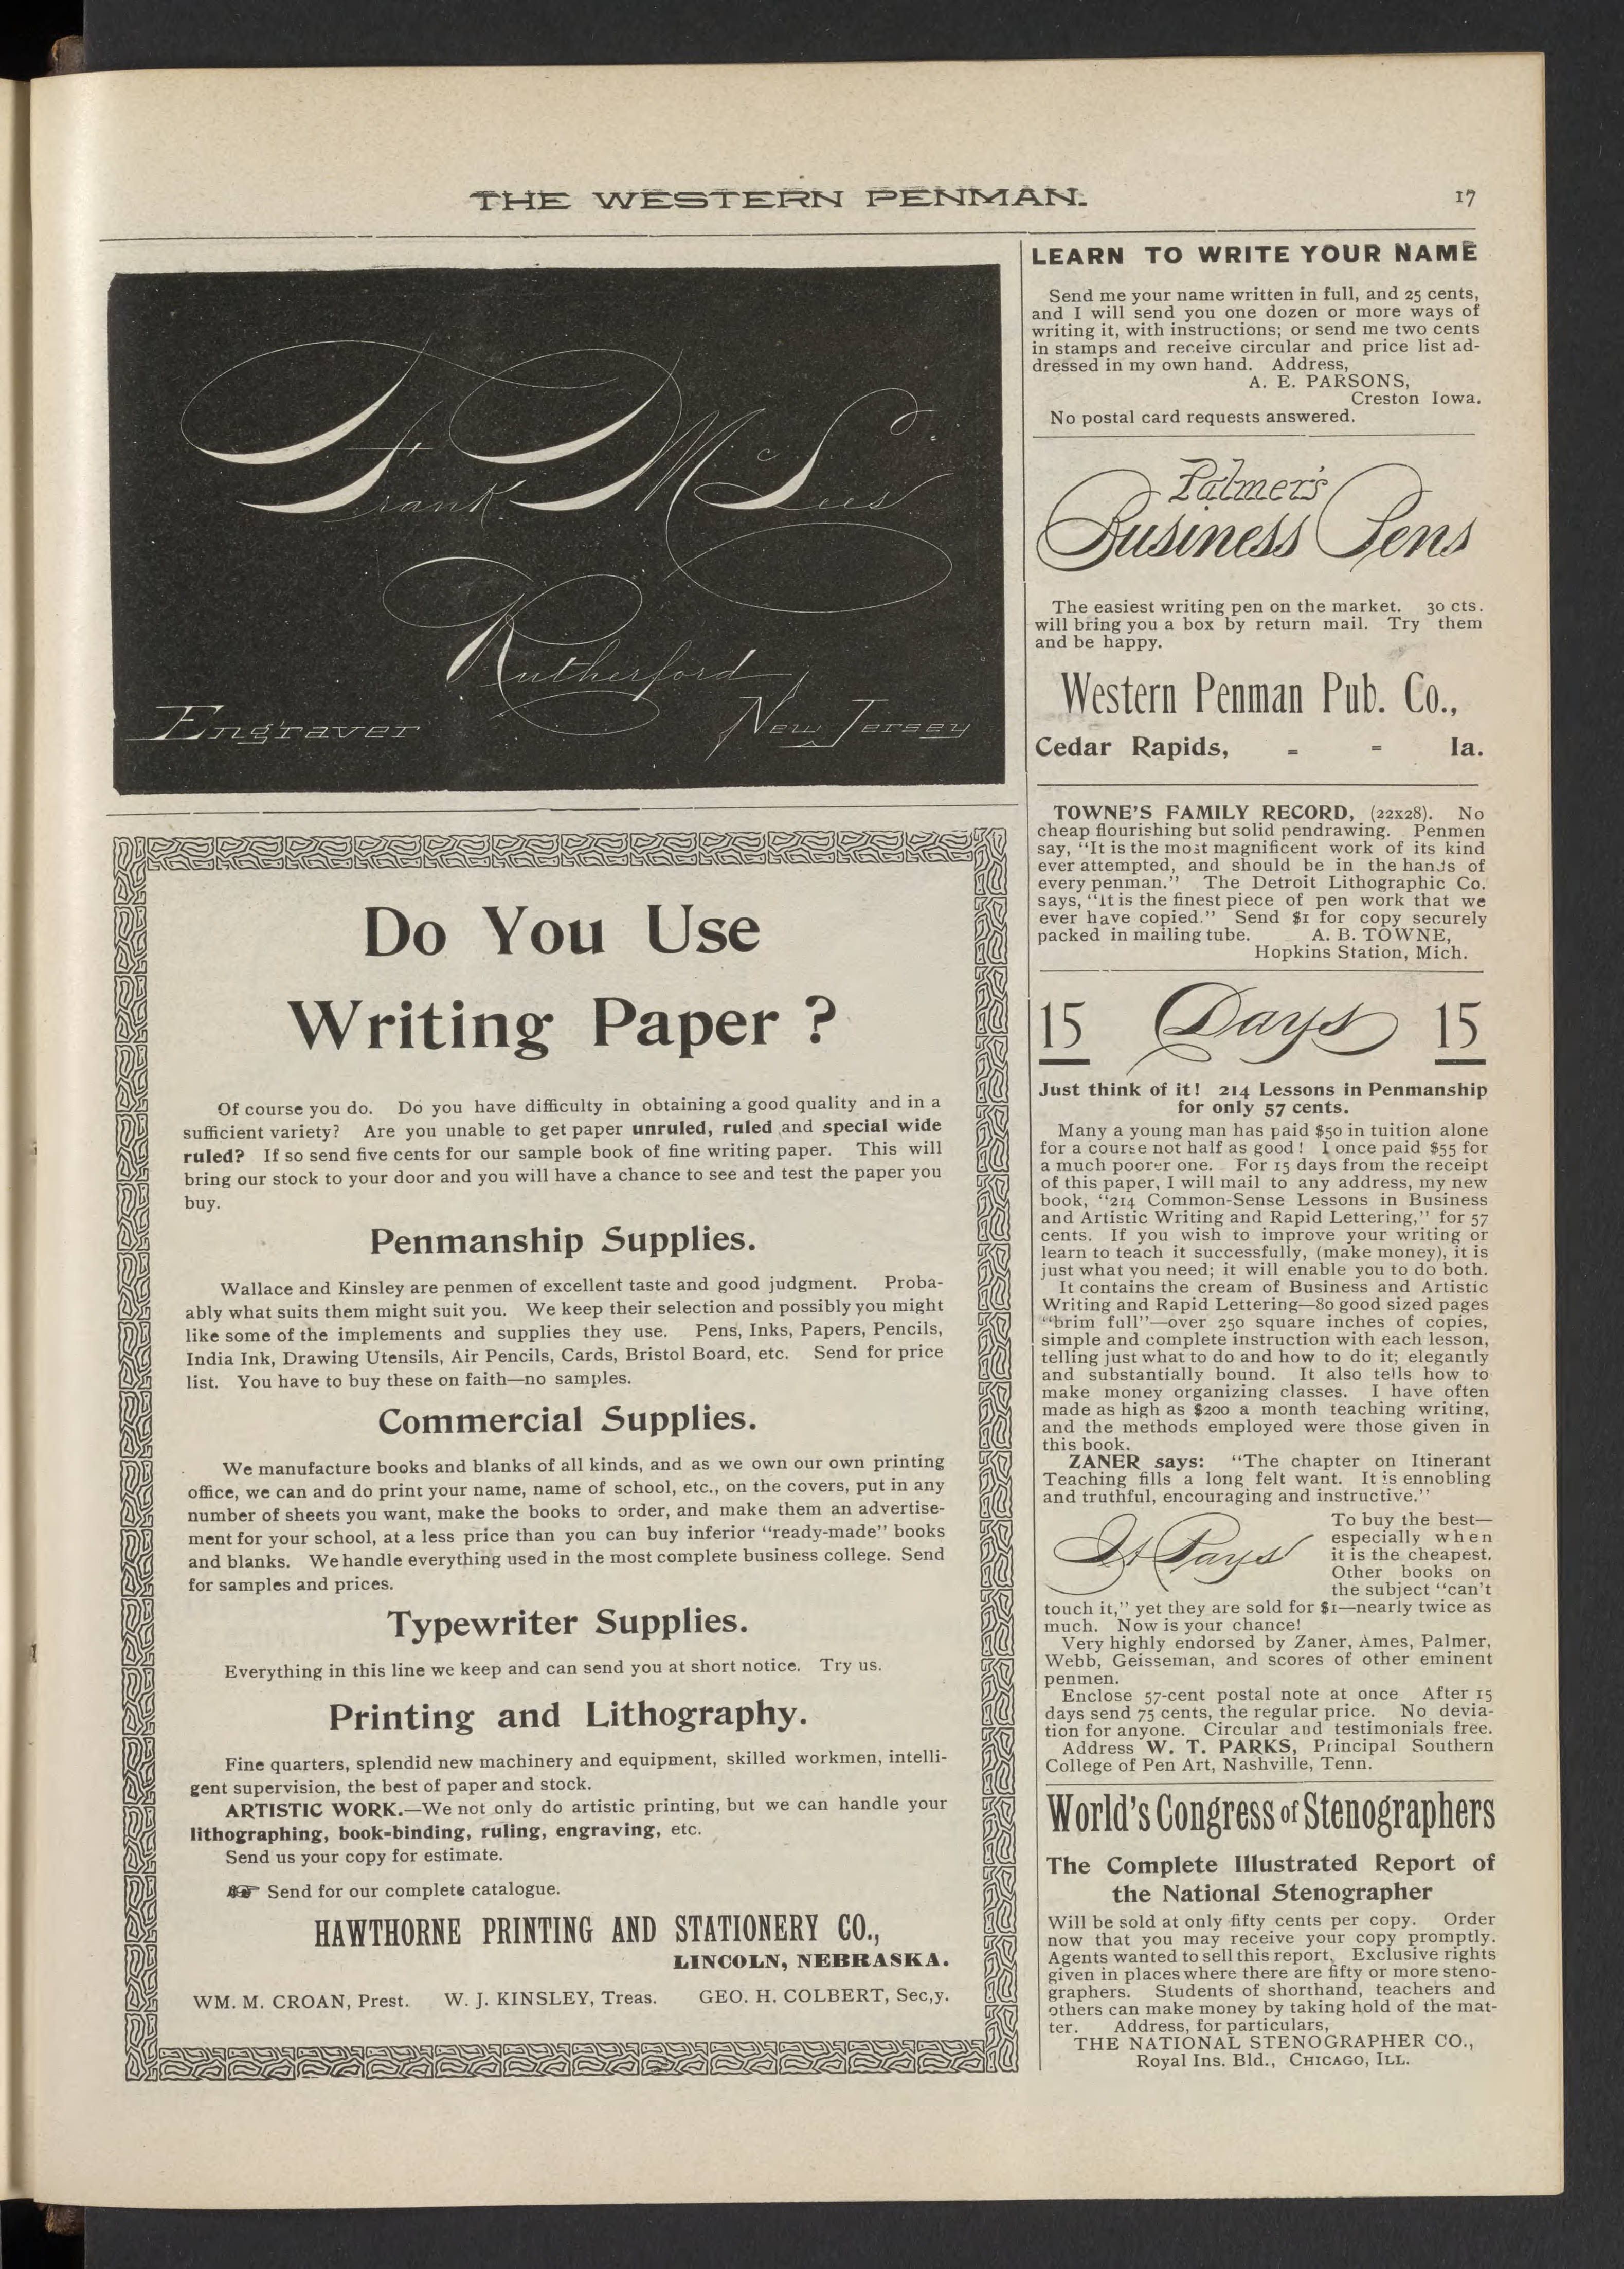 THE WESTERN PENMAN.
17
Frank D McLees
Rutherford
Engraver
New Jersey
Do You Use
Writing Paper ?
Of course you do. Do you have difficulty in obtaining a good quality and in a
sufficient variety? Are you unable to get paper unruled, ruled and special wide
ruled? If so send five cents for our sample book of fine writing paper. This will
bring our stock to your door and you will have a chance to see and test the paper you
buy.
Penmanship Supplies.
Wallace and Kinsley are penmen of excellent taste and good judgment. Proba-
ably what suits them might suit you. We keep their selection and possibly you might
like some of the implements and supplies they use. Pens, Inks, Papers, Pencils,
India Ink, Drawing Utensils, Air Pencils, Cards, Bristol Board, etc. Send for price
list. You have to buy these on faith—no samples.
Commercial Supplies.
We manufacture books and blanks of all kinds, and as we own our own printing
office, we can and do print your name, name of school, etc., on the covers, put in any
number of sheets you want, make the books to order, and make them an advertise-
ment for your school, at a less price than you can buy inferior "ready-made" books
and blanks. We handle everything used in the most complete business college. Send
for samples and prices.
Typewriter Supplies.
Everything in this line we keep and can send you at short notice. Try us.
Printing and Lithography.
Fine quarters, splendid new machinery and equipment, skilled workmen, intelli-
gent supervision, the best of paper and stock.
ARTISTIC WORK.—We not only do artistic printing, but we can handle your
lithographing, book-binding, ruling, engraving, etc.
Send us your copy for estimate.
Send for our complete catalogue.
HAWTHORNE PRINTING AND STATIONERY CO.,
LINCOLN, NEBRASKA.
WM. M. CROAN, Prest. W. J. KINSLEY, Treas. GEO. H. COLBERT, Sec,y.
LEARN TO WRITE YOUR NAME
Send me your name written in full, and 25 cents,
and I will send you one dozen or more ways of
writing it, with instructions; or send me two cents
in stamps and receive circular and price list ad-
dressed in my own hand. Address,
A. E. PARSONS,
Creston Iowa.
No postal card requests answered.
Palmer's
Business Pens
The easiest writing pen on the market. 30 cts.
will bring you a box by return mail. Try them
and be happy.
Western Penman Pub. Co.,
Cedar Rapids, - - Ia.
TOWNE'S FAMILY RECORD, (22x28). No
cheap flourishing but solid pendrawing. Penmen
say, "It is the most magnificent work of its kind
ever attempted, and should be in the hands of
every penman." The Detroit Lithographic Co.
says, "it is the finest piece of pen work that we
ever have copied." Send $1 for copy securely
packed in mailing tube. A. B. TOWNE,
Hopkins Station, Mich.
15 Days 15
Just think of it! 214 Lessons in Penmanship
for only 57 cents.
Many a young man has paid $50 in tuition alone
for a course not half as good! I once paid $55 for
a much poorer one. For 15 days from the receipt
of this paper, I will mail to any address, my new
book, "214 Common-Sense Lessons in Business
and Artistic Writing and Rapid Lettering," for 57
cents. If you wish to improve your writing or
learn to teach it successfully, (make money), it is
just what you need; it will enable you to do both.
It contains the cream of Business and Artistic
Writing and Rapid Lettering—80 good sized pages
"brim full"—over 250 square inches of copies,
simple and complete instruction with each lesson,
telling just what to do and how to do it; elegantly
and substantially bound. It also tells how to
make money organizing classes. I have often
made as high as $200 a month teaching writing,
and the methods employed were those given in
this book.
ZANER says: "The chapter on Itinerant
Teaching fills a long felt want. It is ennobling
and truthful, encouraging and instructive."
It Pays
To buy the best—
especially when
it is the cheapest.
Other books on
the subject "can't
touch it," yet they are sold for $1—nearly twice as
much. Now is your chance!
Very highly endorsed by Zaner, Ames, Palmer,
Webb, Geisseman, and scores of other eminent
penmen.
Enclose 57-cent postal note at once After 15
days send 75 cents, the regular price. No devia-
tion for anyone. Circular and testimonials free.
Address W. T. PARKS, Principal Southern
College of Pen Art, Nashville, Tenn.
World's Congress of Stenographers
The Complete Illustrated Report of
the National Stenographer
Will be sold at only fifty cents per copy. Order
now that you may receive your copy promptly.
Agents wanted to sell this report, Exclusive rights
given in places where there are fifty or more steno-
graphers. Students of shorthand, teachers and
others can make money by taking hold of the mat-
ter. Address, for particulars,
THE NATIONAL STENOGRAPHER CO.,
Royal Ins. Bld., CHICAGO, ILL.